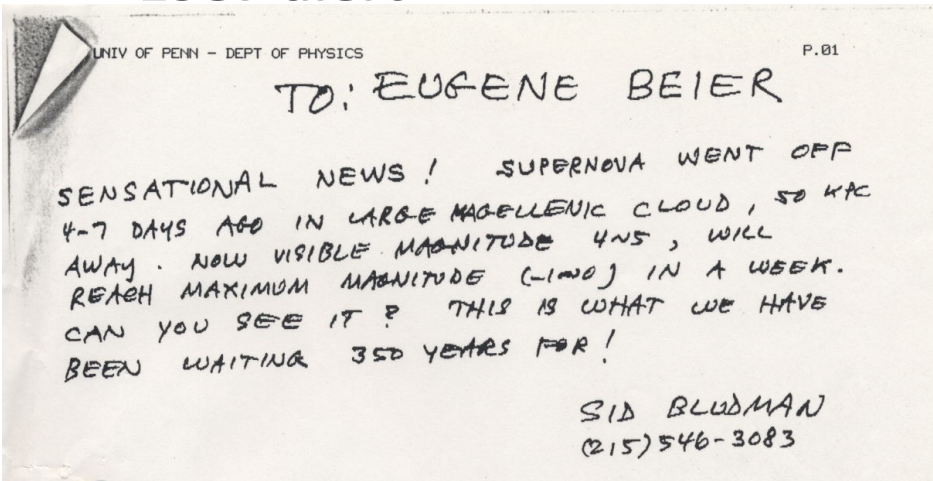 UNIV OF PENN - DEPT OF PHYSICS P.01
TO: EUGENE BEIER
SENSATIONAL NEWS! SUPERNOVA WENT OFF
4-7 DAYS AGO IN LARGE MAGELLENIC CLOUD, 50 KPC
AWAY. NOW VISIBLE MAGNITUDE 4~5, WILL
REACH MAXIMUM MAGNITUDE (-1~0) IN A WEEK.
CAN YOU SEE IT? THIS IS WHAT WE HAVE
BEEN WAITING 350 YEARS FOR!
SID BLUDMAN
(215)546-3083